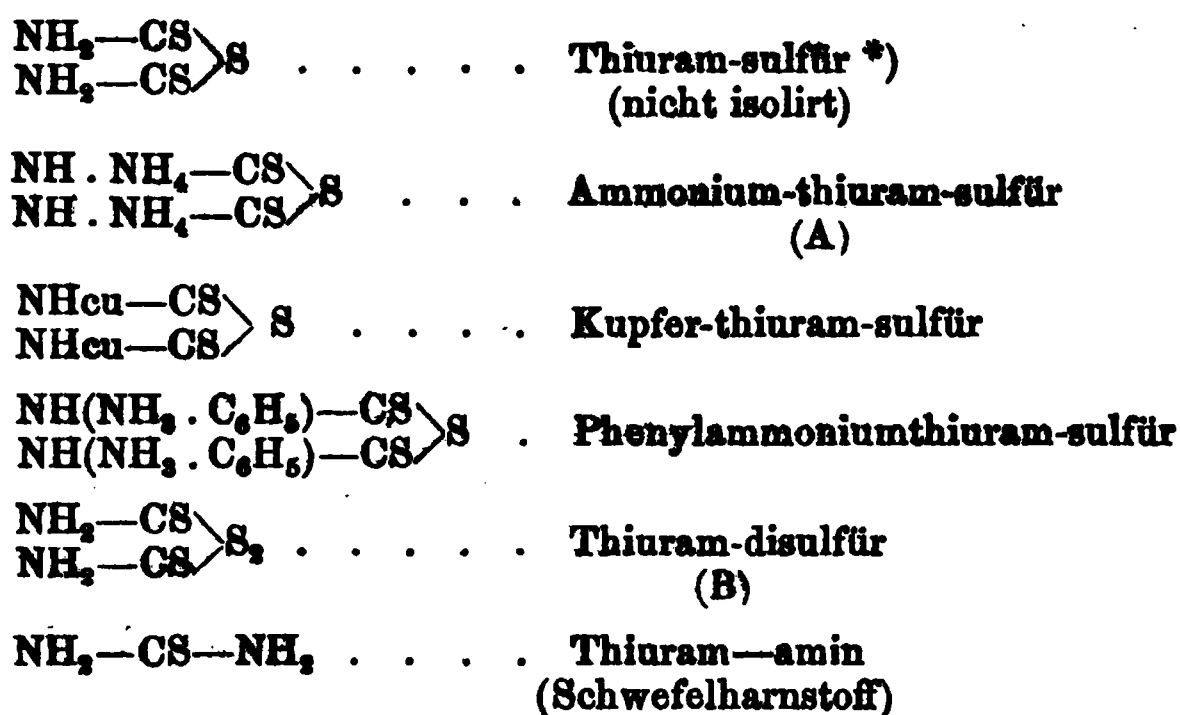 NH₂—CS
NH₂—CS>S . . . . . Thiuram-sulfür *)
(nicht isolirt)
NH . NH₄—CS
NH . NH₄—CS>S . . . Ammonium-thiuram-sulfür
(A)
NHcu—CS
NHcu—CS>S . . . . Kupfer-thiuram-sulfür
NH(NH₃ . C₆H₅)—CS
NH(NH₃ . C₆H₅)—CS>S . Phenylammoniumthiuram-sulfür
NH₂—CS
NH₂—CS>S₂ . . . . . Thiuram-disulfür
(B)
NH₂—CS—NH₂ . . . . Thiuram—amin
(Schwefelharnstoff)